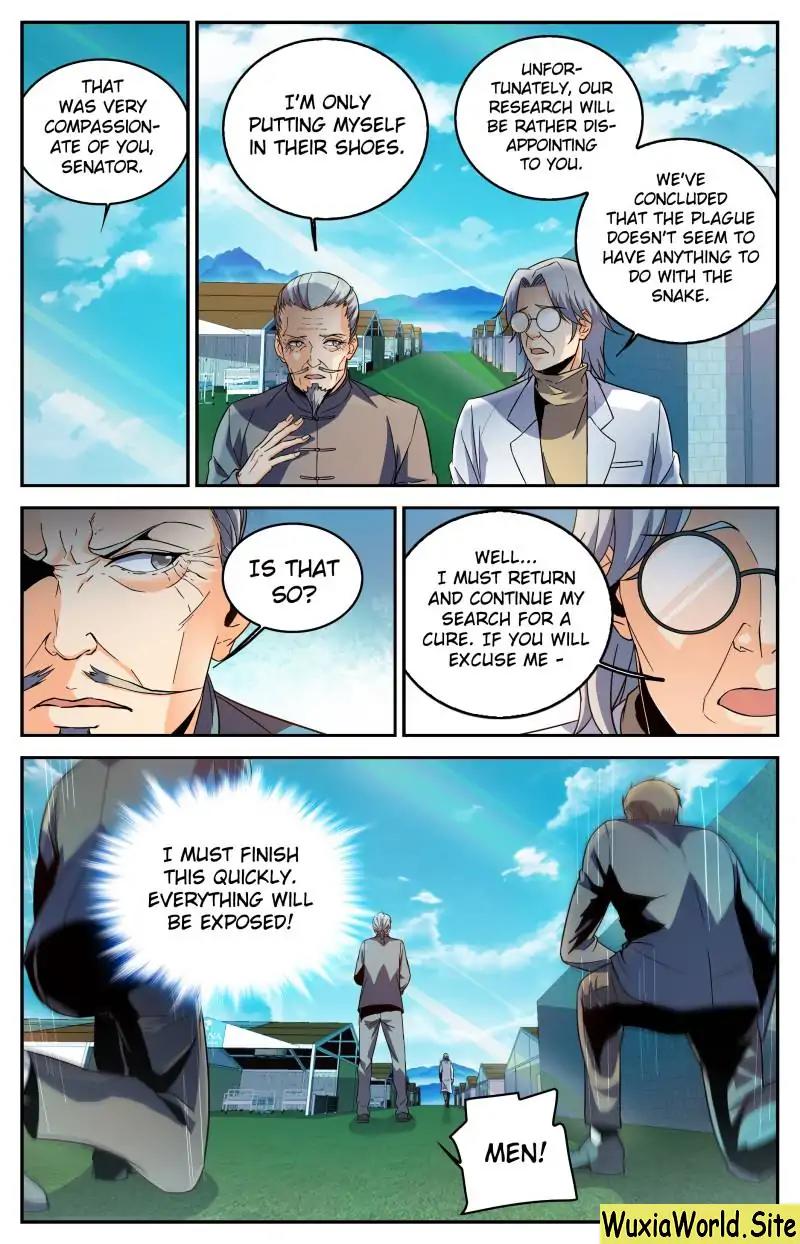 THAT
WAS VERY
COMPASSION-
ATE OF YOU,
SENATOR.
I'M ONLY
PUTTING MYSELF
IN THEIR SHOES.
UNFOR-
TUNATELY, OUR
RESEARCH WILL
BE RATHER DIS-
APPOINTING
TO YOU.
WE'VE
CONCLUDED
THAT THE PLAGUE
DOESN'T SEEM TO
HAVE ANYTHING TO
DO WITH THE
SNAKE.
IS THAT
SO?
WELL...
I MUST RETURN
AND CONTINUE MY
SEARCH FOR A
CURE. IF YOU WILL
EXCUSE ME -
I MUST FINISH
THIS QUICKLY.
EVERYTHING WILL
BE EXPOSED!
MEN!
WuxiaWorld.Site